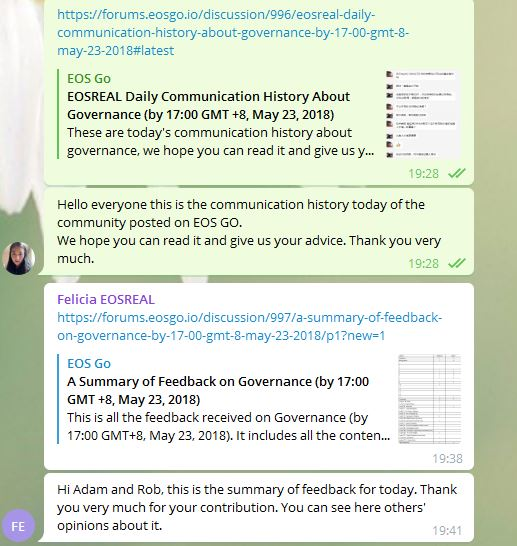 https://forums.eosgo.io/discussion/996/eosreal-daily-
communication-history-about-governance-by-17-00-gmt-8-
may-23-2018#latest
EOS Go
EOSREAL Daily Communication History About
Governance (by 17:00 GMT +8, May 23, 2018)
These are today's communication history about
governance, we hope you can read it and give us y...
19:28
Hello everyone this is the communication history today of the
community posted on EOS GO.
We hope you can read it and give us your advice. Thank you very
much.
19:28
Felicia EOSREAL
https://forums.eosgo.io/discussion/997/a-summary-of-feedback-
on-governance-by-17-00-gmt-8-may-23-2018/p1?new=1
EOS Go
A Summary of Feedback on Governance (by 17:00
GMT +8, May 23, 2018)
This is all the feedback received on Governance (by
17:00 GMT+8, May 23, 2018). It includes all the conten...
19:38
Hi Adam and Rob, this is the summary of feedback for today. Thank
you very much for your contribution. You can see here others'
opinions about it.
FE
19:41